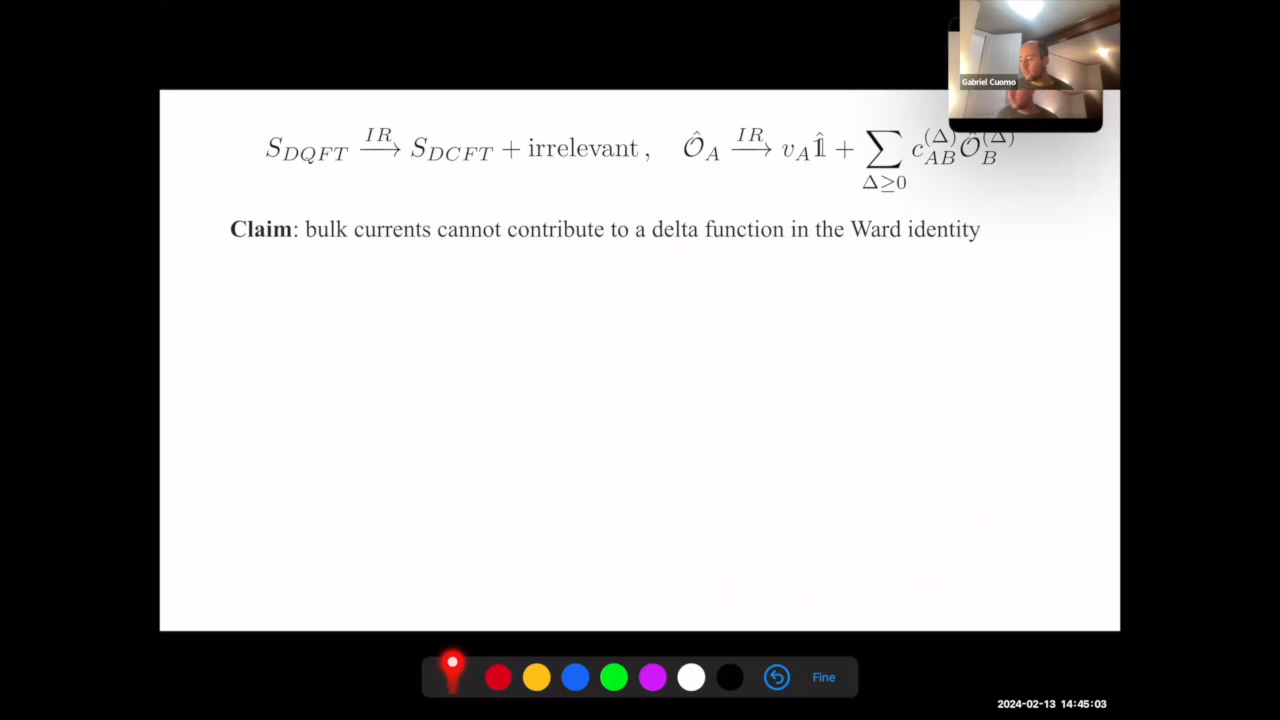 Gabriel Cuomo
S_{DQFT} \xrightarrow{IR} S_{DCFT} + irrelevant , \hat{\mathcal{O}}_A \xrightarrow{IR} v_A \hat{𝟙} + \sum_{\Delta \geq 0} c_{AB}^{(\Delta)} \hat{\mathcal{O}}_B^{(\Delta)}
Claim: bulk currents cannot contribute to a delta function in the Ward identity
Fine
2024-02-13 14:45:03